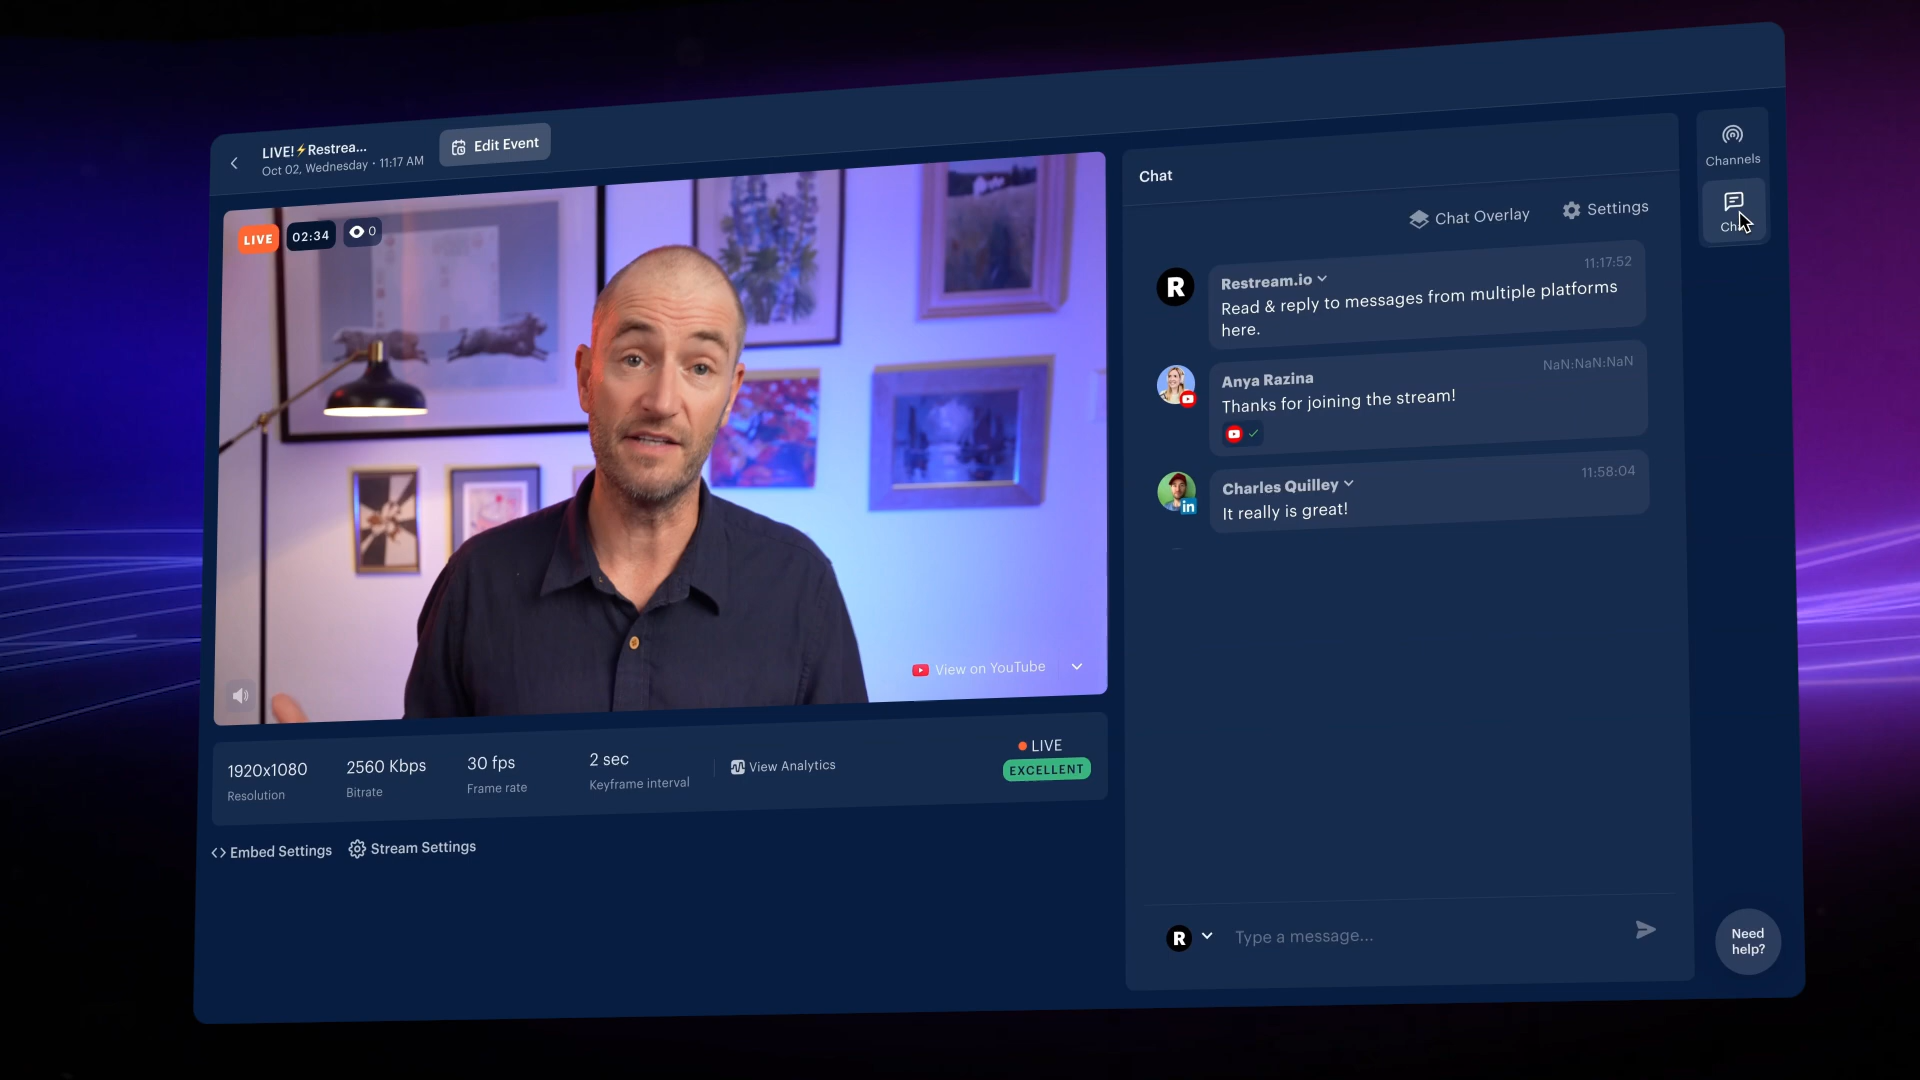 LIVE!⚡Restrea...
Oct 02, Wednesday · 11:17 AM
Edit Event
LIVE
02:34
0
View on YouTube
1920x1080
Resolution
2560 Kbps
Bitrate
30 fps
Frame rate
2 sec
Keyframe interval
View Analytics
LIVE
EXCELLENT
<> Embed Settings
Stream Settings
Chat
Chat Overlay
Settings
R
Restream.io
11:17:52
Read & reply to messages from multiple platforms
here.
Anya Razina
NaN:NaN:NaN
Thanks for joining the stream!
in
Charles Quilley
11:58:04
It really is great!
R
Type a message...
Channels
Need
help?